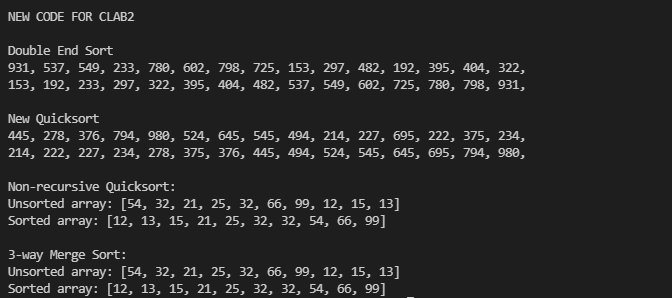 NEW CODE FOR CLAB2
Double End Sort
931, 537, 549, 233, 780, 602, 798, 725, 153, 297, 482, 192, 395, 404, 322,
153, 192, 233, 297, 322, 395, 404, 482, 537, 549, 602, 725, 780, 798, 931,
New Quicksort
445, 278, 376, 794, 980, 524, 645, 545, 494, 214, 227, 695, 222, 375, 234,
214, 222, 227, 234, 278, 375, 376, 445, 494, 524, 545, 645, 695, 794, 980,
Non-recursive Quicksort:
Unsorted array: [54, 32, 21, 25, 32, 66, 99, 12, 15, 13]
Sorted array: [12, 13, 15, 21, 25, 32, 32, 54, 66, 99]
3-way Merge Sort:
Unsorted array: [54, 32, 21, 25, 32, 66, 99, 12, 15, 13]
Sorted array: [12, 13, 15, 21, 25, 32, 32, 54, 66, 99]